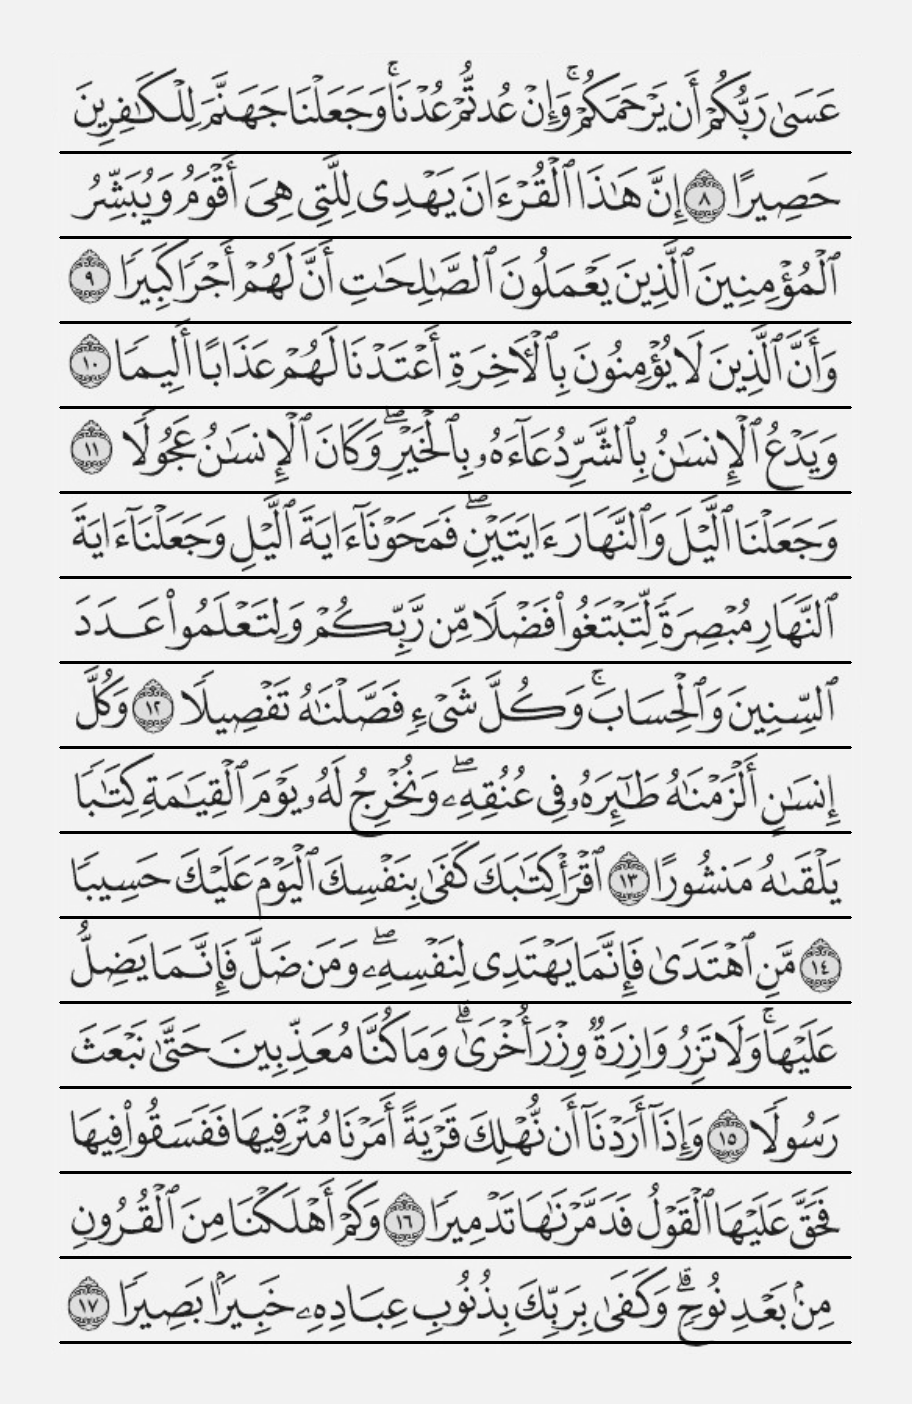 عَسَىٰ رَبُّكُمْ أَن يَرْحَمَكُمْ ۚ وَإِنْ عُدتُّمْ عُدْنَا ۘ وَجَعَلْنَا جَهَنَّمَ لِلْكَـٰفِرِينَ
حَصِيرًا ٨ إِنَّ هَـٰذَا ٱلْقُرْءَانَ يَهْدِى لِلَّتِى هِىَ أَقْوَمُ وَيُبَشِّرُ
ٱلْمُؤْمِنِينَ ٱلَّذِينَ يَعْمَلُونَ ٱلصَّـٰلِحَـٰتِ أَنَّ لَهُمْ أَجْرًا كَبِيرًا ٩
وَأَنَّ ٱلَّذِينَ لَا يُؤْمِنُونَ بِٱلْـَٔاخِرَةِ أَعْتَدْنَا لَهُمْ عَذَابًا أَلِيمًا ١٠
وَيَدْعُ ٱلْإِنسَـٰنُ بِٱلشَّرِّ دُعَآءَهُۥ بِٱلْخَيْرِ ۖ وَكَانَ ٱلْإِنسَـٰنُ عَجُولًا ١١
وَجَعَلْنَا ٱلَّيْلَ وَٱلنَّهَارَ ءَايَتَيْنِ ۖ فَمَحَوْنَآ ءَايَةَ ٱلَّيْلِ وَجَعَلْنَآ ءَايَةَ
ٱلنَّهَارِ مُبْصِرَةً لِّتَبْتَغُوا۟ فَضْلًا مِّن رَّبِّكُمْ وَلِتَعْلَمُوا۟ عَدَدَ
ٱلسِّنِينَ وَٱلْحِسَابَ ۚ وَكُلَّ شَىْءٍ فَصَّلْنَـٰهُ تَفْصِيلًا ١٢ وَكُلَّ
إِنسَـٰنٍ أَلْزَمْنَـٰهُ طَـٰٓئِرَهُۥ فِى عُنُقِهِۦ ۖ وَنُخْرِجُ لَهُۥ يَوْمَ ٱلْقِيَـٰمَةِ كِتَـٰبًا
يَلْقَىٰهُ مَنشُورًا ١٣ ٱقْرَأْ كِتَـٰبَكَ كَفَىٰ بِنَفْسِكَ ٱلْيَوْمَ عَلَيْكَ حَسِيبًا
١٤ مَّنِ ٱهْتَدَىٰ فَإِنَّمَا يَهْتَدِى لِنَفْسِهِۦ ۖ وَمَن ضَلَّ فَإِنَّمَا يَضِلُّ
عَلَيْهَا ۚ وَلَا تَزِرُ وَازِرَةٌ وِزْرَ أُخْرَىٰ ۗ وَمَا كُنَّا مُعَذِّبِينَ حَتَّىٰ نَبْعَثَ
رَسُولًا ١٥ وَإِذَآ أَرَدْنَآ أَن نُّهْلِكَ قَرْيَةً أَمَرْنَا مُتْرَفِيهَا فَفَسَقُوا۟ فِيهَا
فَحَقَّ عَلَيْهَا ٱلْقَوْلُ فَدَمَّرْنَـٰهَا تَدْمِيرًا ١٦ وَكَمْ أَهْلَكْنَا مِنَ ٱلْقُرُونِ
مِنۢ بَعْدِ نُوحٍ ۗ وَكَفَىٰ بِرَبِّكَ بِذُنُوبِ عِبَادِهِۦ خَبِيرًۢا بَصِيرًا ١٧